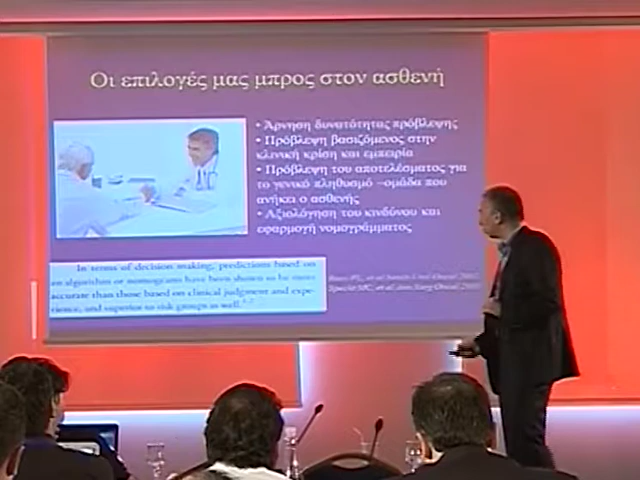 Οι επιλογές μας μπρος στον ασθενή
• Άρνηση δυνατότητας πρόβλεψης
• Πρόβλεψη βασιζόμενος στην
κλινική κρίση και εμπειρία
• Πρόβλεψη του αποτελέσματος για
το γενικό πληθυσμό –ομάδα που
ανήκει ο ασθενής
• Αξιολόγηση του κινδύνου και
εφαρμογή νομογράμματος
In terms of decision making, predictions based on
an algorithm or nomograms have been shown to be more
accurate than those based on clinical judgment and expe-
rience, and superior to risk groups as well.